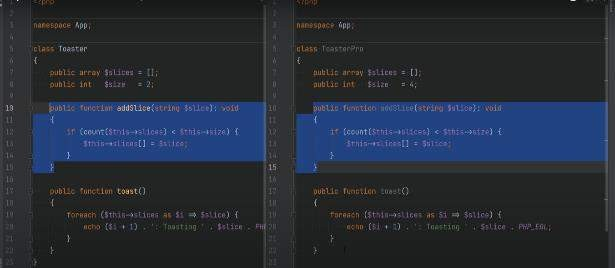 <?php
namespace App;
class Toaster
{
public array $slices = [];
public int $size = 2;
public function addSlice(string $slice): void
{
if (count($this→slices) < $this→size) {
$this→slices[] = $slice;
}
}
public function toast()
{
foreach ($this→slices as $i ⇒ $slice) {
echo ($i + 1) . ': Toasting ' . $slice . PH
}
}
}
<?php
namespace App;
class ToasterPro
{
public array $slices = [];
public int $size = 4;
public function addSlice(string $slice): void
{
if (count($this→slices) < $this→size) {
$this→slices[] = $slice;
}
}
public function toast()
{
foreach ($this→slices as $i ⇒ $slice) {
echo ($i + 1) . ': Toasting ' . $slice . PHP_EOL;
}
}
}